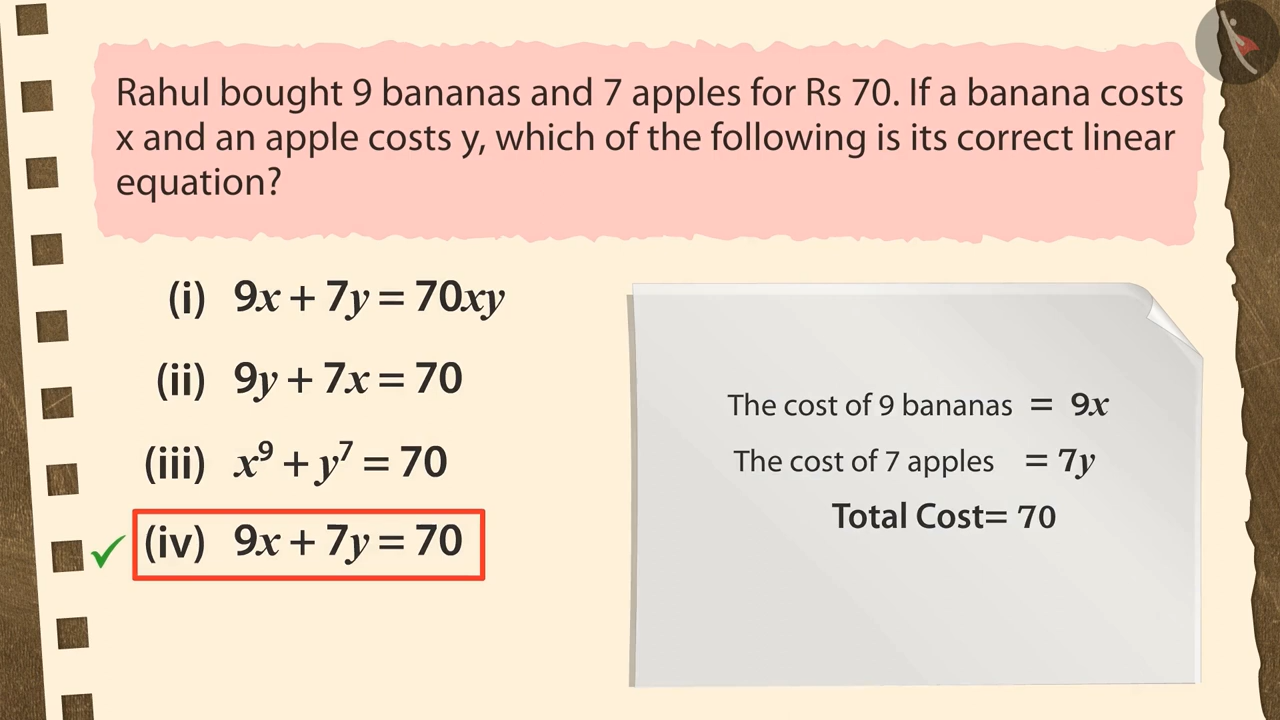 Rahul bought 9 bananas and 7 apples for Rs 70. If a banana costs
x and an apple costs y, which of the following is its correct linear
equation?
(i) 9x + 7y = 70xy
(ii) 9y + 7x = 70
(iii) x⁹ + y⁷ = 70
(iv) 9x + 7y = 70
The cost of 9 bananas = 9x
The cost of 7 apples = 7y
Total Cost= 70